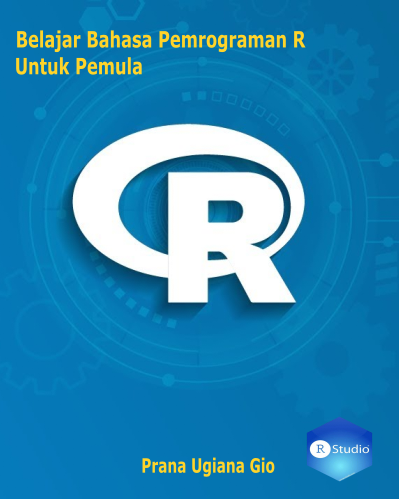 Belajar Bahasa Pemrograman R
Untuk Pemula
R
Prana Ugiana Gio
R Studio